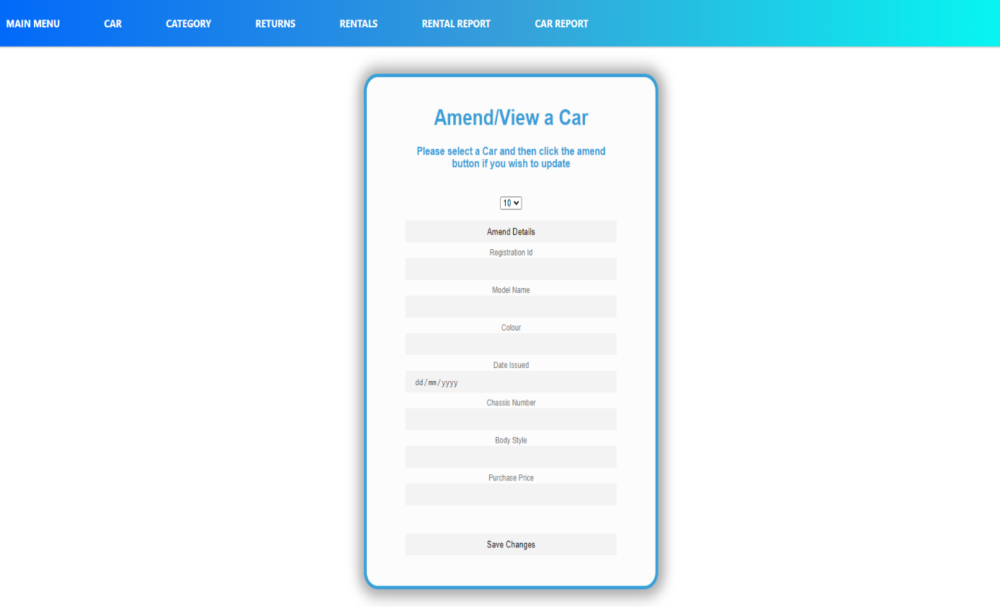 MAIN MENU CAR CATEGORY RETURNS RENTALS RENTAL REPORT CAR REPORT
Amend/View a Car
Please select a Car and then click the amend
button if you wish to update
10
Amend Details
Registration Id
Model Name
Colour
Date Issued
dd/mm/yyyy
Chassis Number
Body Style
Purchase Price
Save Changes